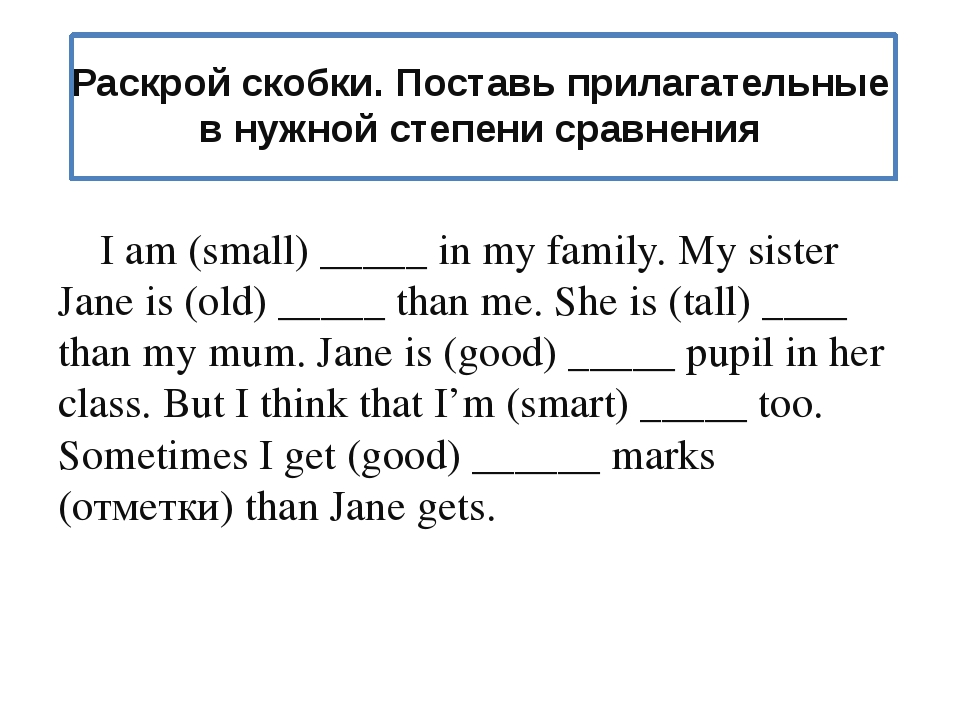 Раскрой скобки. Поставь прилагательные
в нужной степени сравнения
I am (small) _____ in my family. My sister
Jane is (old) _____ than me. She is (tall) ____
than my mum. Jane is (good) _____ pupil in her
class. But I think that I’m (smart) _____ too.
Sometimes I get (good) ______ marks
(отметки) than Jane gets.